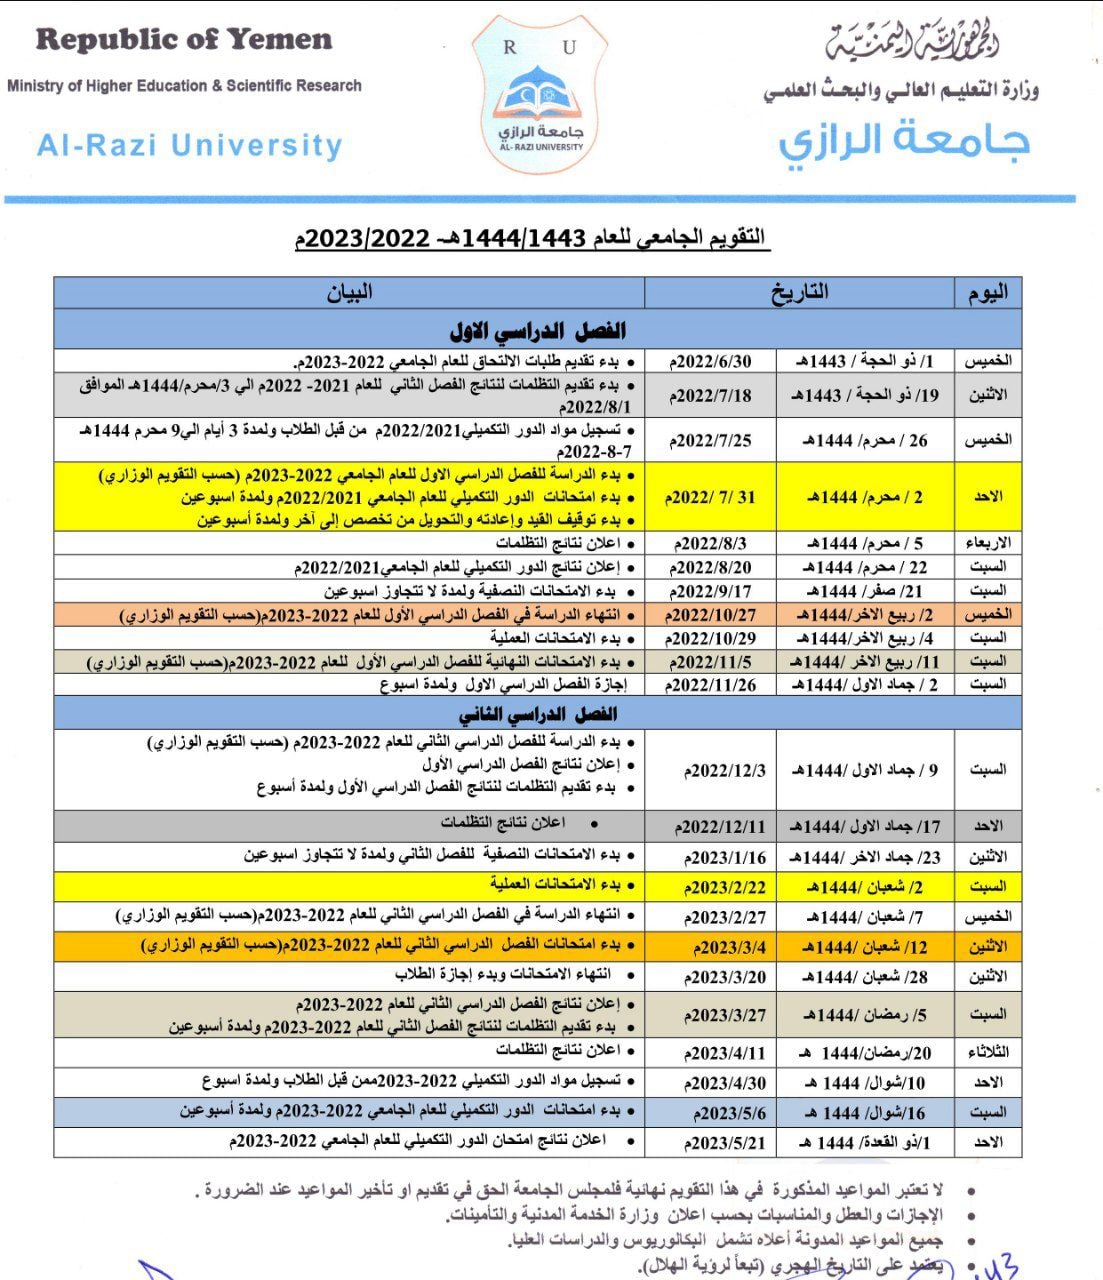 Republic of Yemen
Ministry of Higher Education & Scientific Research
Al-Razi University
R U
جامعة الرازي
AL- RAZI UNIVERSITY
الجمهورية اليمنية
وزارة التعليم العالي والبحث العلمي
جامعة الرازي
التقويم الجامعي للعام 1444/1443هـ- 2023/2022م
اليوم التاريخ البيان
الفصل الدراسي الاول
الخميس 1/ ذو الحجة / 1443هـ 2022/6/30م • بدء تقديم طلبات الالتحاق للعام الجامعي 2022-2023م.
الاثنين 19/ ذو الحجة / 1443هـ 2022/7/18م • بدء تقديم التظلمات لنتائج الفصل الثاني للعام 2021- 2022م الي 3/محرم/1444هـ الموافق
2022/8/1م
الخميس 26 / محرم/ 1444هـ 2022/7/25م • تسجيل مواد الدور التكميلي2022/2021م من قبل الطلاب ولمدة 3 أيام الي9 محرم 1444هـ
7-8-2022م
الاحد 2 / محرم/ 1444هـ 31 /7 /2022م • بدء الدراسة للفصل الدراسي الاول للعام الجامعي 2022-2023م (حسب التقويم الوزاري)
• بدء امتحانات الدور التكميلي للعام الجامعي 2022/2021م ولمدة اسبوعين
• بدء توقيف القيد وإعادته والتحويل من تخصص إلى آخر ولمدة أسبوعين
الاربعاء 5 / محرم/ 1444هـ 2022/8/3م • اعلان نتائج التظلمات
السبت 22 / محرم/ 1444هـ 2022/8/20م • إعلان نتائج الدور التكميلي للعام الجامعي2022/2021م
السبت 21/ صفر/ 1444هـ 2022/9/17م • بدء الامتحانات النصفية ولمدة لا تتجاوز اسبوعين
الخميس 2/ ربيع الاخر/1444هـ 2022/10/27م • انتهاء الدراسة في الفصل الدراسي الأول للعام 2022-2023م(حسب التقويم الوزاري)
السبت 4/ ربيع الاخر/1444هـ 2022/10/29م • بدء الامتحانات العملية
السبت 11/ ربيع الاخر /1444هـ 2022/11/5م • بدء الامتحانات النهائية للفصل الدراسي الأول للعام 2022-2023م(حسب التقويم الوزاري)
السبت 2 / جماد الاول /1444هـ 2022/11/26م إجازة الفصل الدراسي الاول ولمدة اسبوع
الفصل الدراسي الثاني
السبت 9 / جماد الاول /1444هـ 2022/12/3م • بدء الدراسة للفصل الدراسي الثاني للعام 2022-2023م (حسب التقويم الوزاري)
• إعلان نتائج الفصل الدراسي الأول
• بدء تقديم التظلمات لنتائج الفصل الدراسي الأول ولمدة أسبوع
الاحد 17/ جماد الاول /1444هـ 2022/12/11م • اعلان نتائج التظلمات
الاثنين 23/ جماد الاخر /1444هـ 2023/1/16م • بدء الامتحانات النصفية للفصل الثاني ولمدة لا تتجاوز اسبوعين
السبت 2/ شعبان /1444هـ 2023/2/22م • بدء الامتحانات العملية
الخميس 7/ شعبان /1444هـ 2023/2/27م • انتهاء الدراسة في الفصل الدراسي الثاني للعام 2022-2023م(حسب التقويم الوزاري)
الاثنين 12/ شعبان /1444هـ 2023/3/4م • بدء امتحانات الفصل الدراسي الثاني للعام 2022-2023م(حسب التقويم الوزاري)
الاثنين 28/ شعبان /1444هـ 2023/3/20م • انتهاء الامتحانات وبدء إجازة الطلاب
السبت 5/ رمضان /1444هـ 2023/3/27م • إعلان نتائج الفصل الدراسي الثاني للعام 2022-2023م
• بدء تقديم التظلمات لنتائج الفصل الثاني للعام 2022-2023م ولمدة أسبوعين
الثلاثاء 20/رمضان/1444 هـ 2023/4/11م • اعلان نتائج التظلمات
الاحد 10/شوال/ 1444 هـ 2023/4/30م • تسجيل مواد الدور التكميلي 2022-2023ممن قبل الطلاب ولمدة اسبوع
السبت 16/شوال/ 1444 هـ 2023/5/6م • بدء امتحانات الدور التكميلي للعام الجامعي 2022-2023م ولمدة أسبوعين
الاحد 1/ذو القعدة/ 1444 هـ 2023/5/21م • اعلان نتائج امتحان الدور التكميلي للعام الجامعي 2022-2023م
• لا تعتبر المواعيد المذكورة في هذا التقويم نهائية فلمجلس الجامعة الحق في تقديم او تأخير المواعيد عند الضرورة .
• الإجازات والعطل والمناسبات بحسب اعلان وزارة الخدمة المدنية والتأمينات.
• جميع المواعيد المدونة أعلاه تشمل البكالوريوس والدراسات العليا.
• يعتمد على التاريخ الهجري (تبعاً لرؤية الهلال).